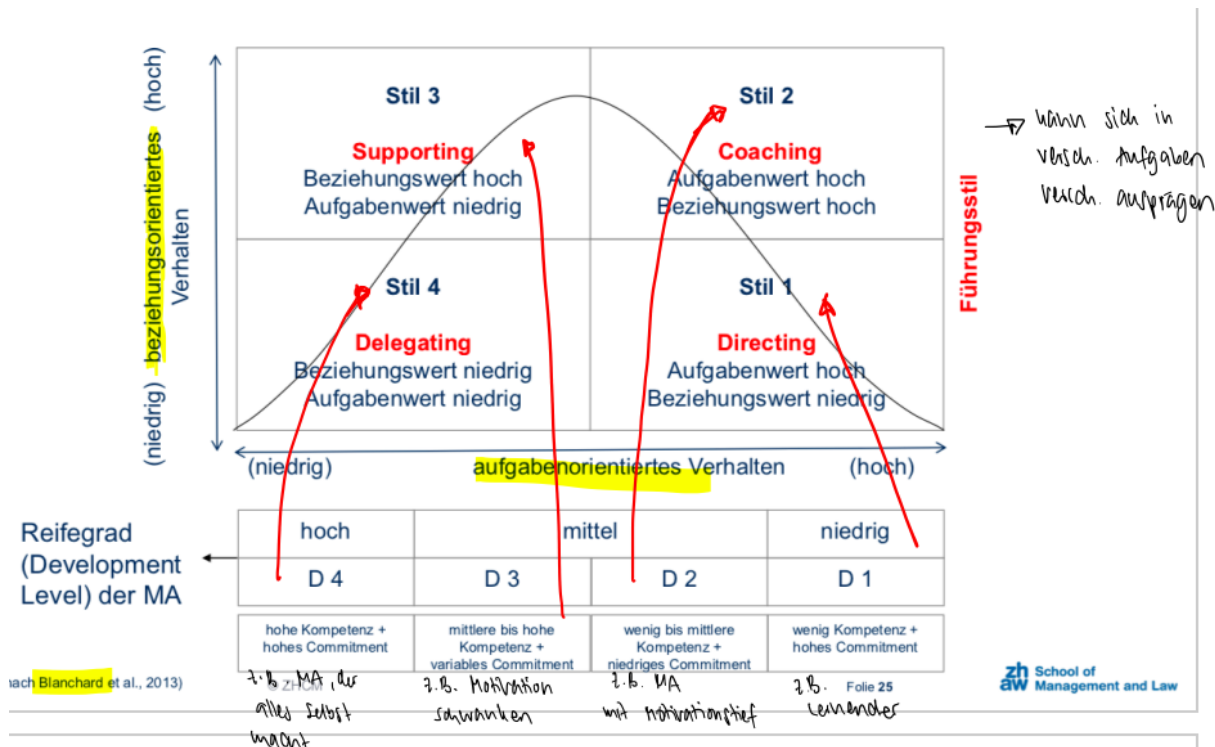 (niedrig) beziehungsorientiertes (hoch)
Verhalten
Stil 3
Supporting
Beziehungswert hoch
Aufgabenwert niedrig
Stil 2
Coaching
Aufgabenwert hoch
Beziehungswert hoch
Stil 4
Delegating
Beziehungswert niedrig
Aufgabenwert niedrig
Stil 1
Directing
Aufgabenwert hoch
Beziehungswert niedrig
Führungsstil
kann sich in
versch. Aufgaben
versch. ausprägen
(niedrig) aufgabenorientiertes Verhalten (hoch)
Reifegrad
(Development
Level) der MA
hoch mittel niedrig
D 4 D 3 D 2 D 1
hohe Kompetenz +
hohes Commitment
mittlere bis hohe
Kompetenz +
variables Commitment
wenig bis mittlere
Kompetenz +
niedriges Commitment
wenig Kompetenz +
hohes Commitment
nach Blanchard et al., 2013)
© ZHCM
Folie 25
zh School of
aw Management and Law
z.B. MA, der
alles selbst
macht
z.B. Motivation
schwanken
z.B. MA
mit Motivationstief
z.B.
Lernender